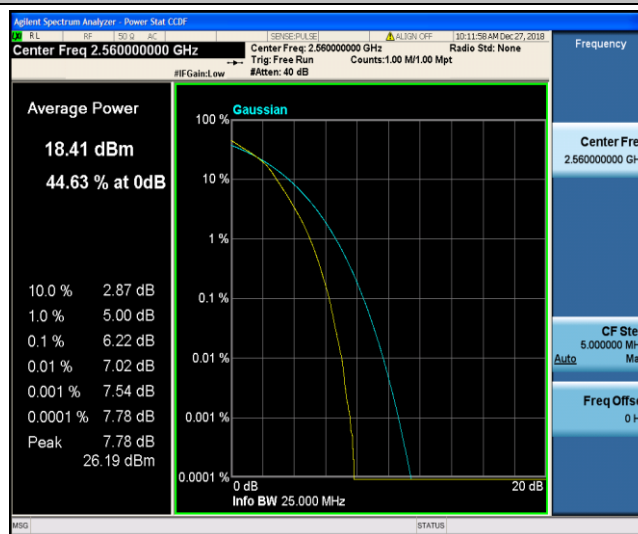 Agilent Spectrum Analyzer - Power Stat CCDF
RL RF 50 Ω AC SENSE:PULSE ALIGN OFF 10:11:58 AM Dec 27, 2018
Center Freq 2.560000000 GHz
Center Freq: 2.560000000 GHz Radio Std: None
Trig: Free Run Counts:1.00 M/1.00 Mpt
#IFGain:Low #Atten: 40 dB
Frequency
Average Power
18.41 dBm
44.63 % at 0dB
10.0 % 2.87 dB
1.0 % 5.00 dB
0.1 % 6.22 dB
0.01 % 7.02 dB
0.001 % 7.54 dB
0.0001 % 7.78 dB
Peak 7.78 dB
26.19 dBm
Gaussian
100 %
10 %
1 %
0.1 %
0.01 %
0.001 %
0.0001 %
0 dB 20 dB
Info BW 25.000 MHz
Center Fre
2.560000000 GH
CF Ste
5.000000 MH
Auto Ma
Freq Offse
0 H
MSG STATUS